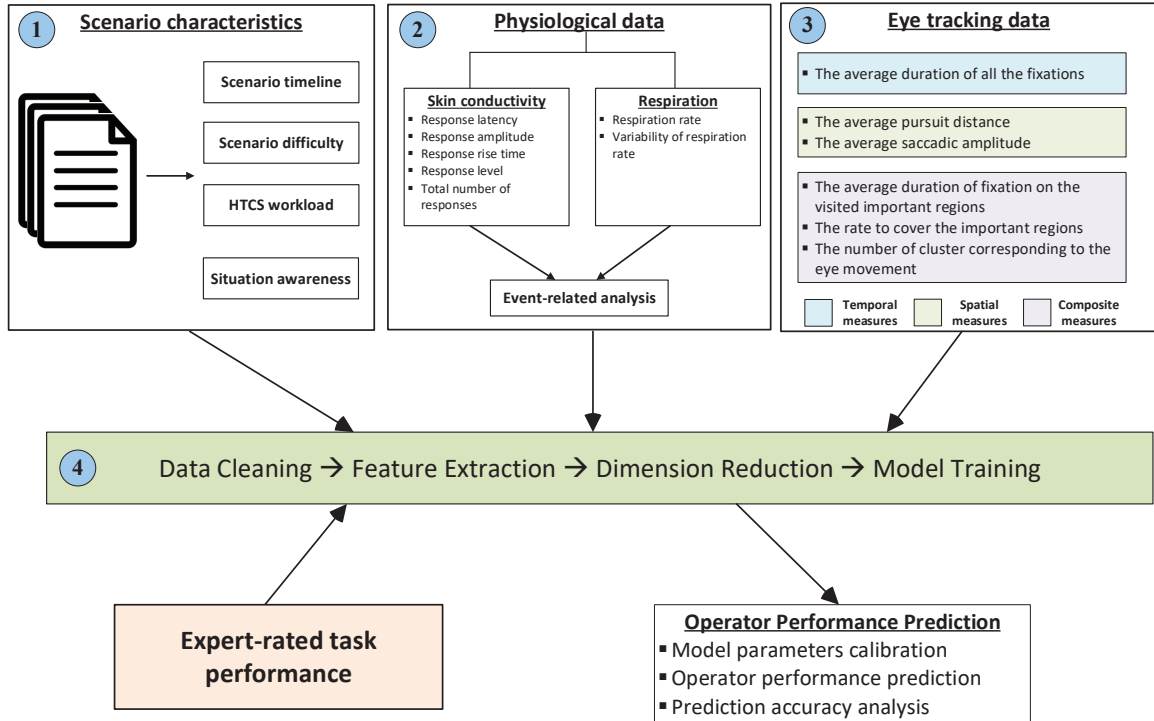 1
Scenario characteristics
Scenario timeline
Scenario difficulty
HTCS workload
Situation awareness
2
Physiological data
Skin conductivity
▪ Response latency
▪ Response amplitude
▪ Response rise time
▪ Response level
▪ Total number of
responses
Respiration
▪ Respiration rate
▪ Variability of respiration
rate
Event-related analysis
3
Eye tracking data
▪ The average duration of all the fixations
▪ The average pursuit distance
▪ The average saccadic amplitude
▪ The average duration of fixation on the
visited important regions
▪ The rate to cover the important regions
▪ The number of cluster corresponding to the
eye movement
Temporal
measures
Spatial
measures
Composite
measures
4
Data Cleaning → Feature Extraction → Dimension Reduction → Model Training
Expert-rated task
performance
Operator Performance Prediction
▪ Model parameters calibration
▪ Operator performance prediction
▪ Prediction accuracy analysis